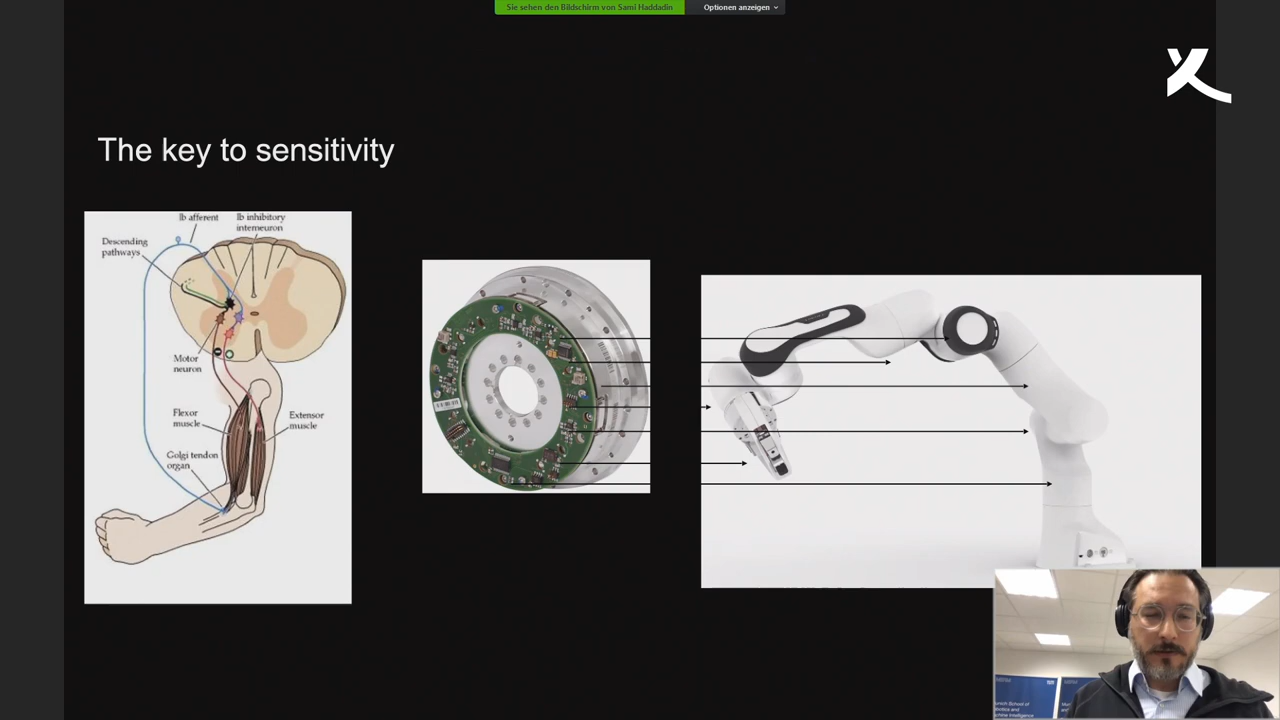 Sie sehen den Bildschirm von Sami Haddadin
Optionen anzeigen
The key to sensitivity
Ib afferent
Ib inhibitory
interneuron
Descending
pathways
Motor
neuron
Flexor
muscle
Extensor
muscle
Golgi tendon
organ